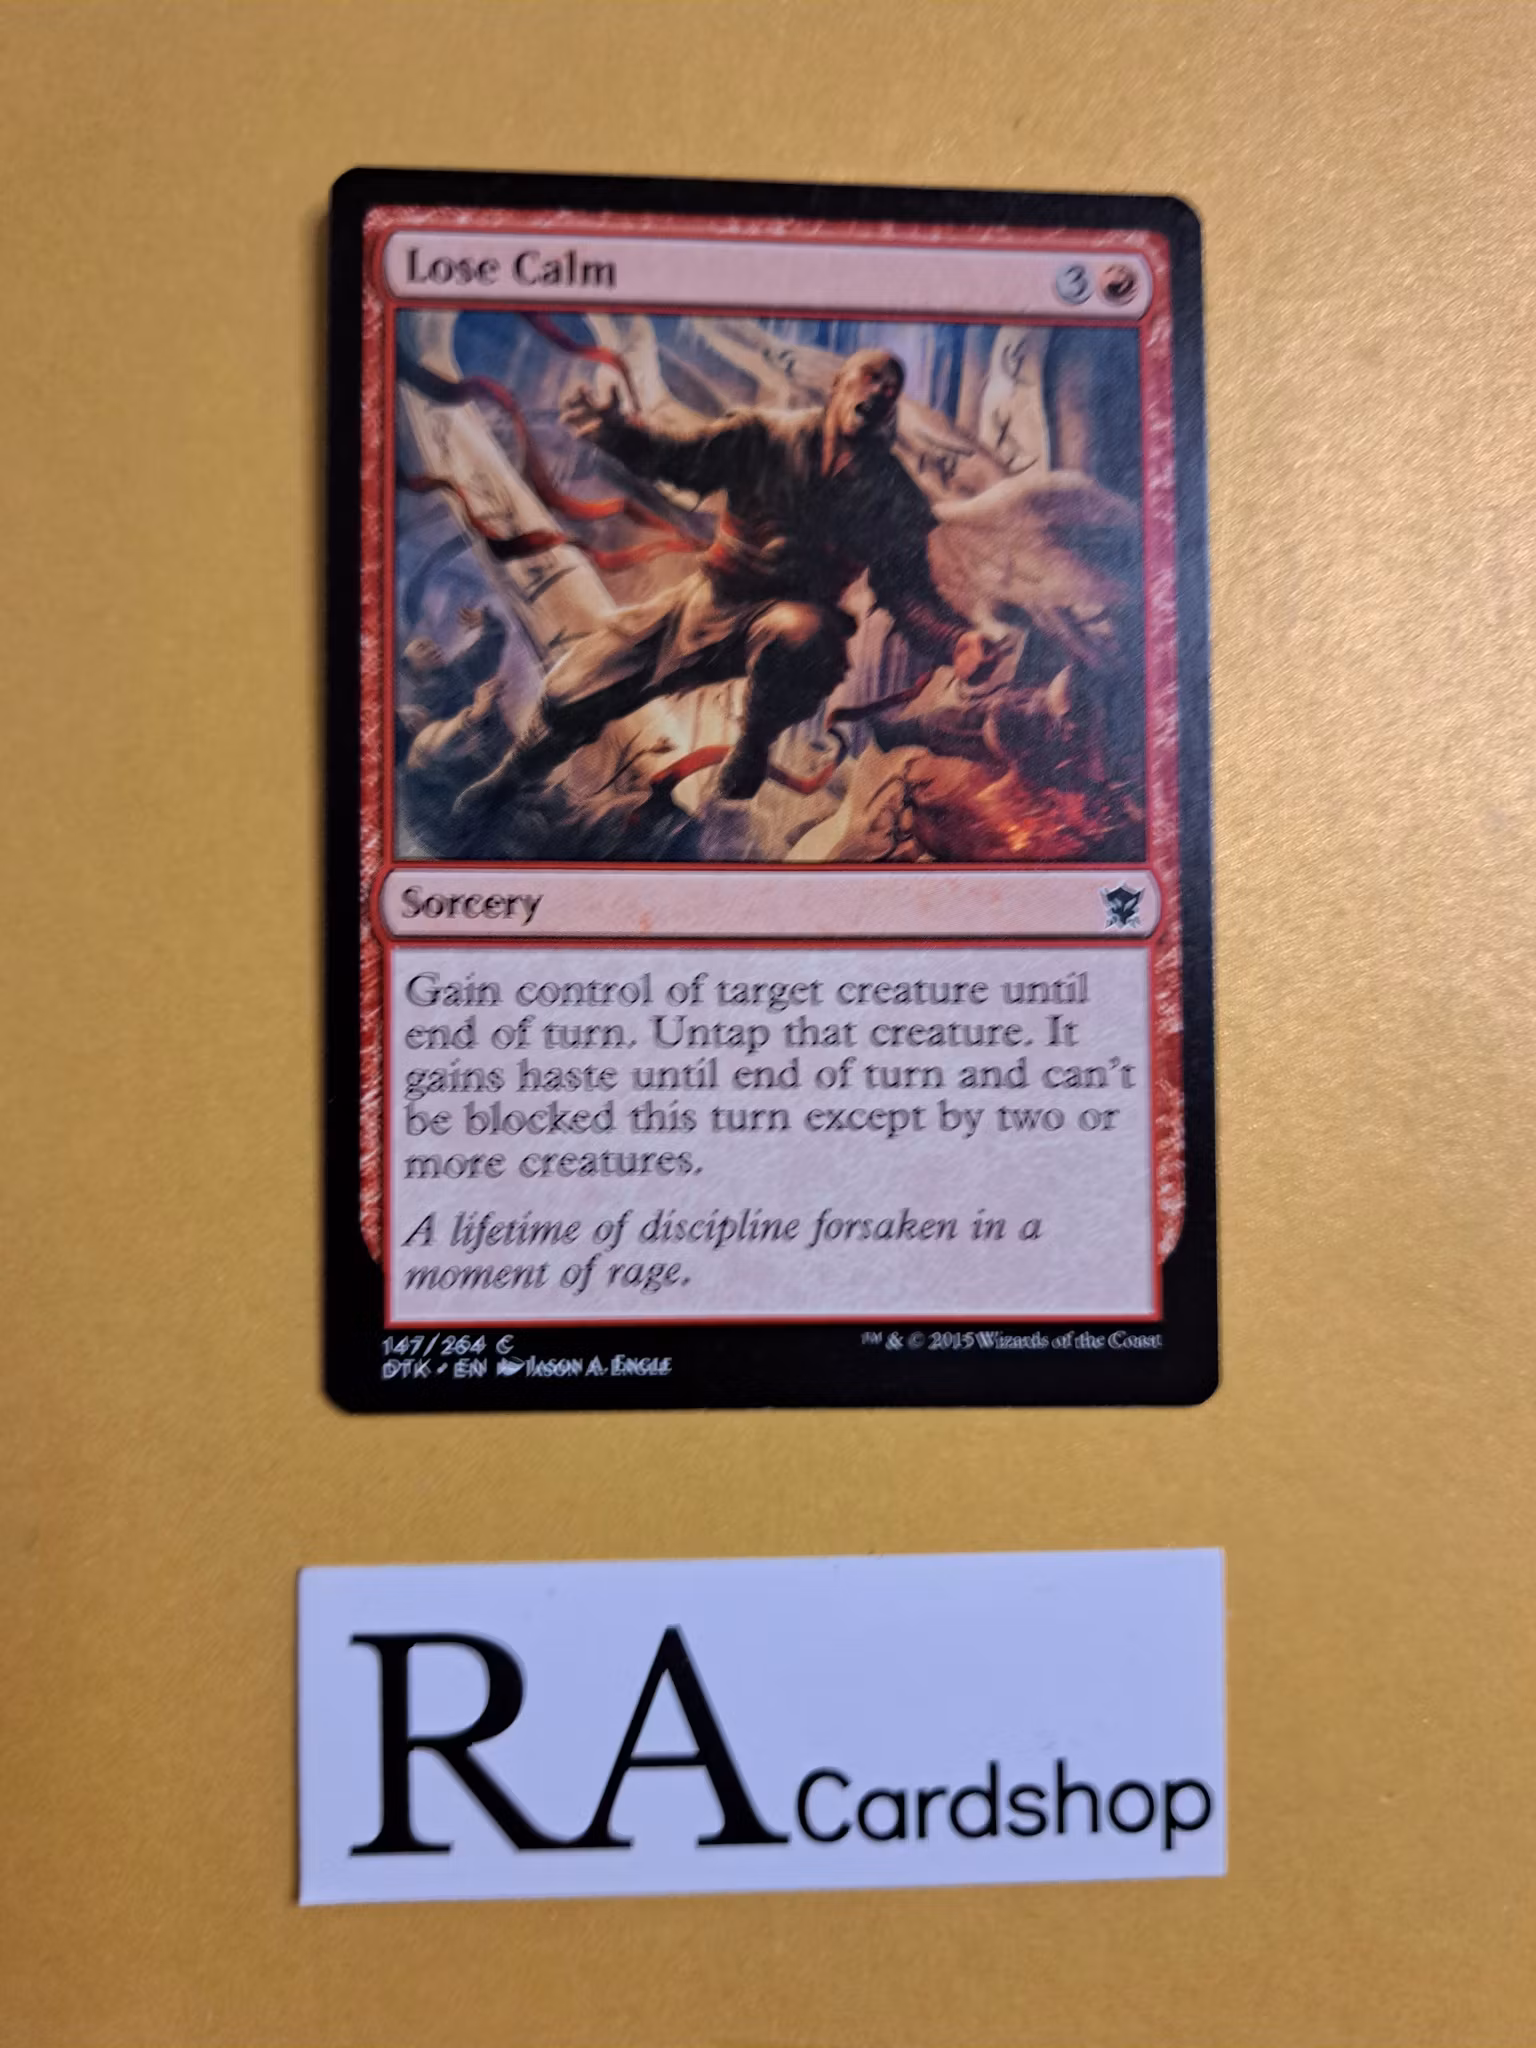 Lose Calm
3
Sorcery
Gain control of target creature until
end of turn. Untap that creature. It
gains haste until end of turn and can't
be blocked this turn except by two or
more creatures.
A lifetime of discipline forsaken in a
moment of rage.
147/264 C
™ & © 2015 Wizards of the Coast
DTK • EN JASON A. ENGLE
RA Cardshop